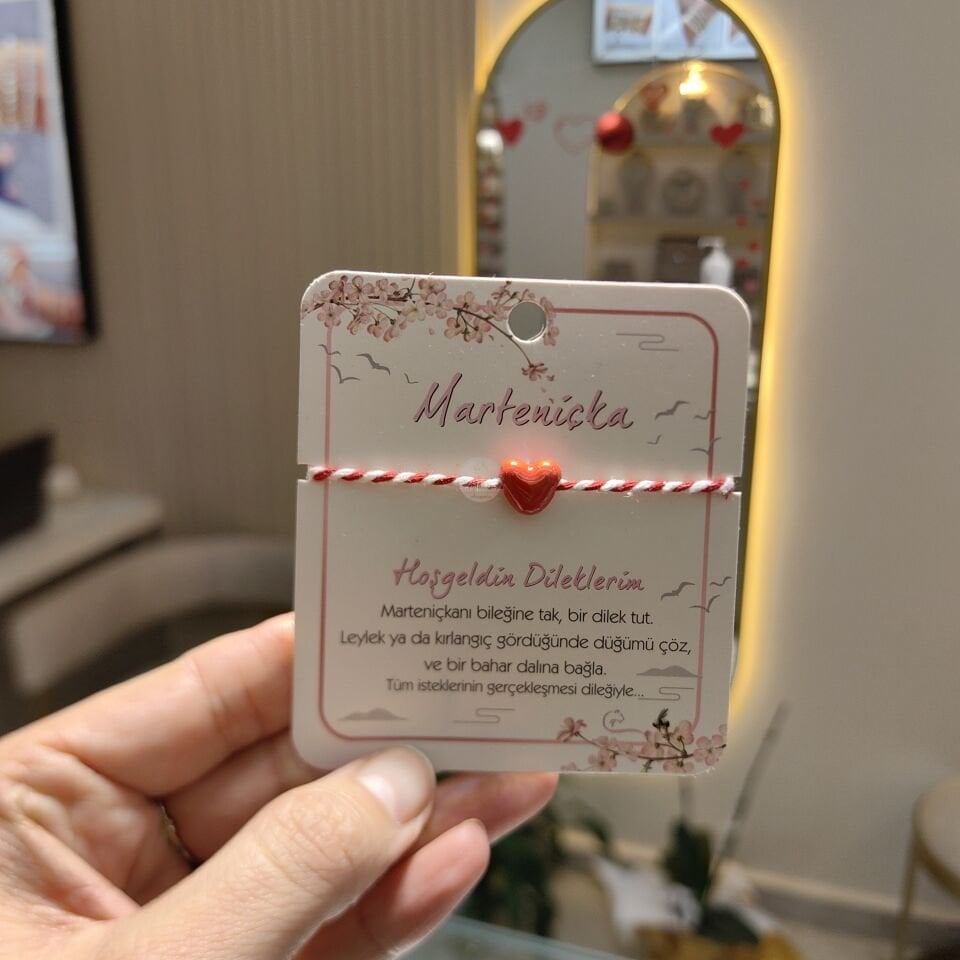 Marteniçka
Hoşgeldin Dileklerim
Marteniçkanı bileğine tak, bir dilek tut.
Leylek ya da kırlangıç gördüğünde düğümü çöz,
ve bir bahar dalına bağla.
Tüm isteklerinin gerçekleşmesi dileğiyle...